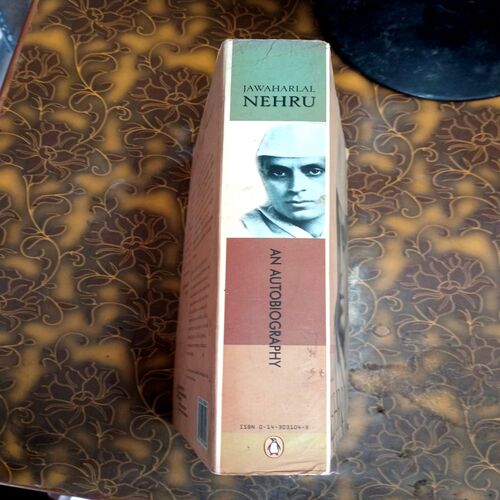 JAWAHARLAL
NEHRU
AN AUTOBIOGRAPHY
ISBN 0-14-303104-8